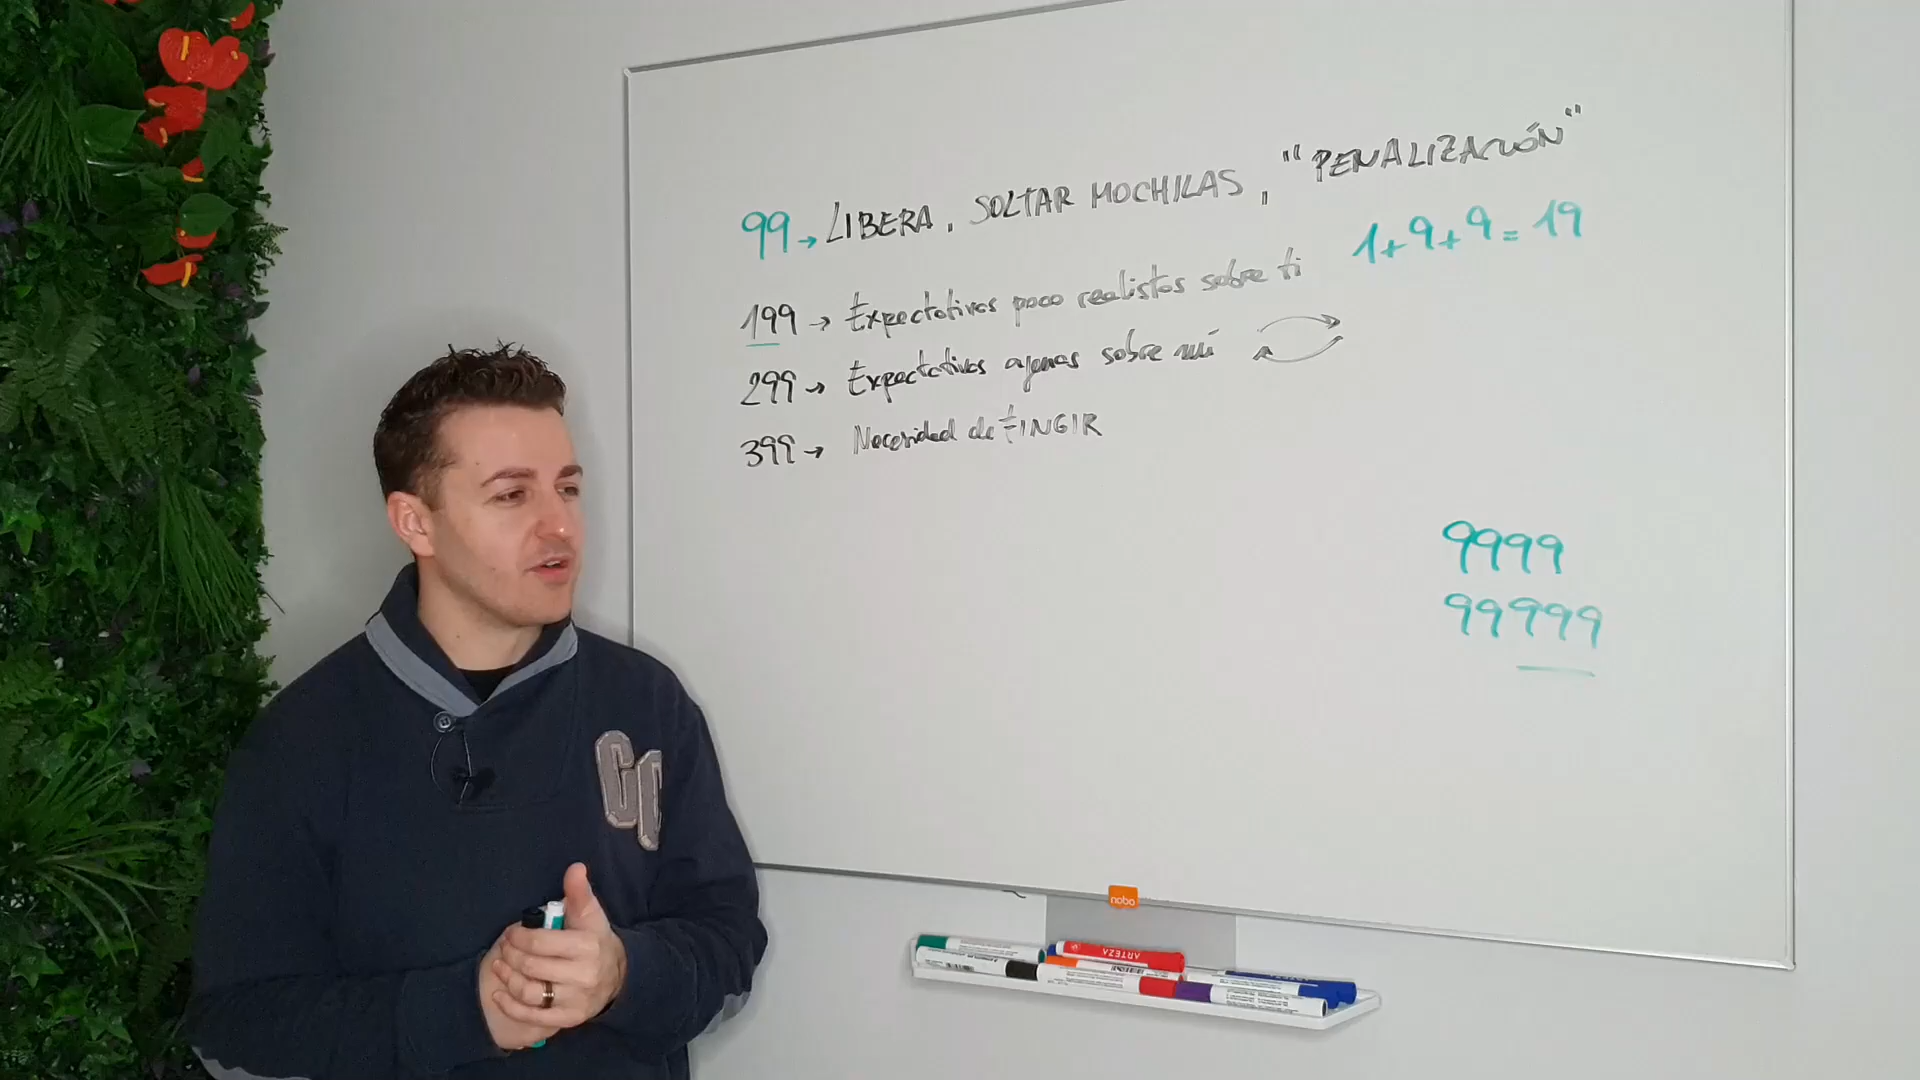 99 → LIBERA, SOLTAR MOCHILAS, "PENALIZACIÓN"
1+9+9=19
199 → Expectativas poco realistas sobre ti
299 → Expectativas ajenas sobre mí
399 → Necesidad de FINGIR
9999
99999
nobo
ARTEZA